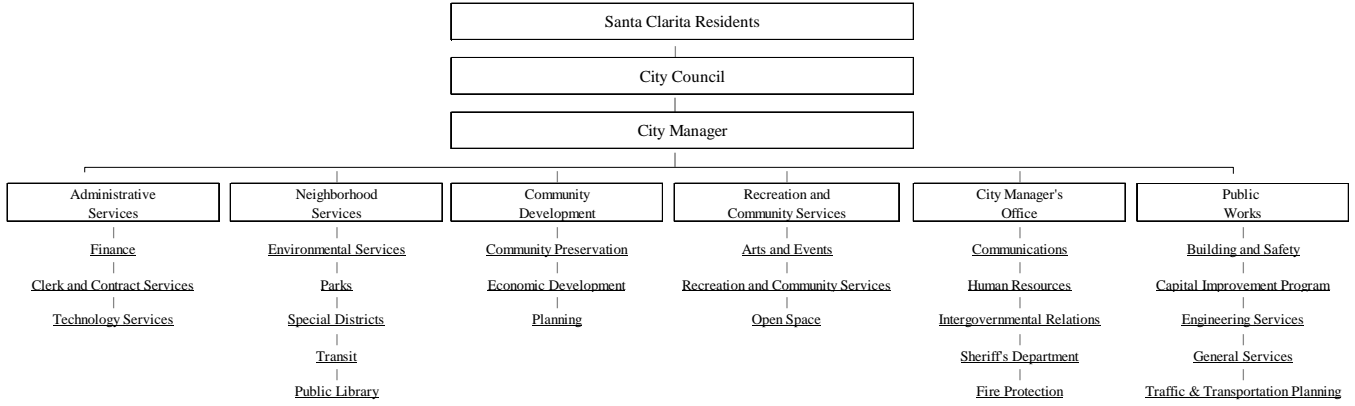 Santa Clarita Residents
City Council
City Manager
Administrative
Services
Finance
Clerk and Contract Services
Technology Services
Neighborhood
Services
Environmental Services
Parks
Special Districts
Transit
Public Library
Community
Development
Community Preservation
Economic Development
Planning
Recreation and
Community Services
Arts and Events
Recreation and Community Services
Open Space
City Manager's
Office
Communications
Human Resources
Intergovernmental Relations
Sheriff's Department
Fire Protection
Public
Works
Building and Safety
Capital Improvement Program
Engineering Services
General Services
Traffic & Transportation Planning